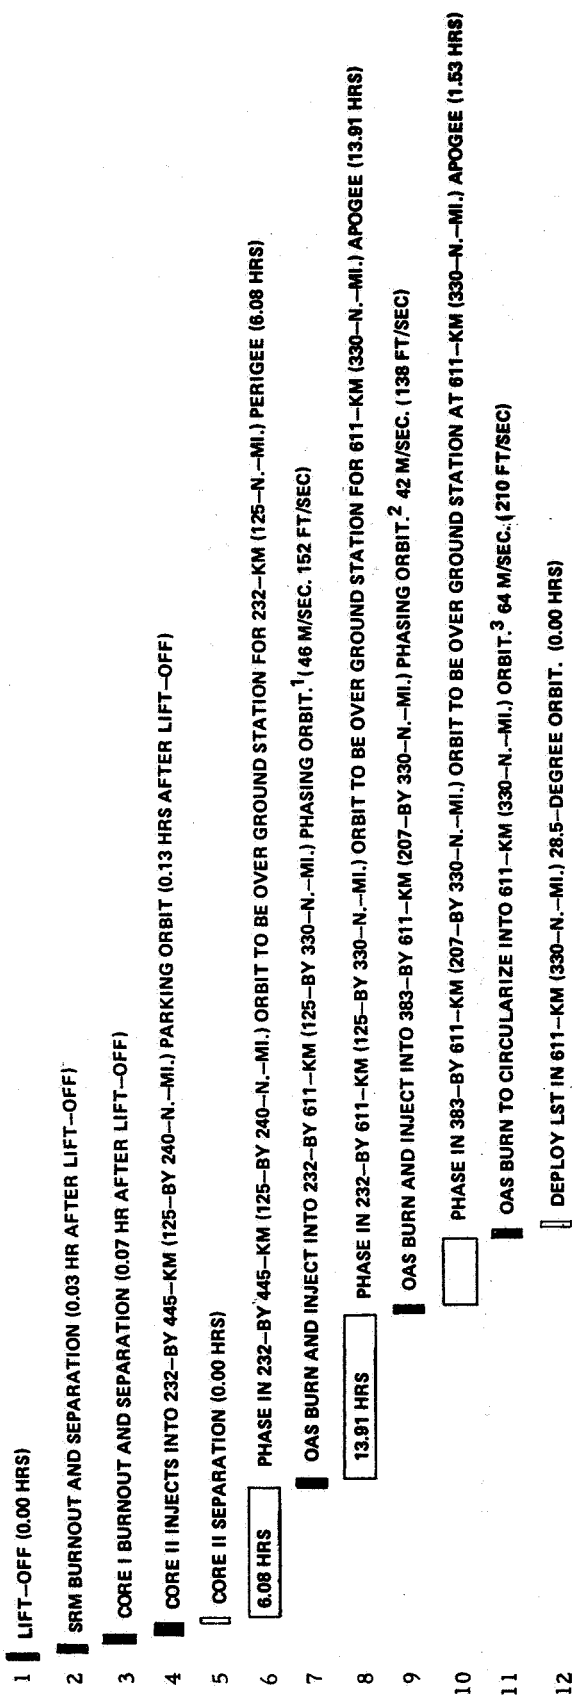 1 LIFT–OFF (0.00 HRS)
2 SRM BURNOUT AND SEPARATION (0.03 HR AFTER LIFT–OFF)
3 CORE I BURNOUT AND SEPARATION (0.07 HR AFTER LIFT–OFF)
4 CORE II INJECTS INTO 232–BY 445–KM (125–BY 240–N.–MI.) PARKING ORBIT (0.13 HRS AFTER LIFT–OFF)
5 CORE II SEPARATION (0.00 HRS)
6 6.08 HRS PHASE IN 232–BY 445–KM (125–BY 240–N.–MI.) ORBIT TO BE OVER GROUND STATION FOR 232–KM (125–N.–MI.) PERIGEE (6.08 HRS)
7 OAS BURN AND INJECT INTO 232–BY 611–KM (125–BY 330–N.–MI.) PHASING ORBIT.1 (46 M/SEC. 152 FT/SEC)
8 13.91 HRS PHASE IN 232–BY 611–KM (125–BY 330–N.–MI.) ORBIT TO BE OVER GROUND STATION FOR 611–KM (330–N.–MI.) APOGEE (13.91 HRS)
9 OAS BURN AND INJECT INTO 383–BY 611–KM (207–BY 330–N.–MI.) PHASING ORBIT.2 42 M/SEC. (138 FT/SEC)
10 PHASE IN 383–BY 611–KM (207–BY 330–N.–MI.) ORBIT TO BE OVER GROUND STATION AT 611–KM (330–N.–MI.) APOGEE (1.53 HRS)
11 OAS BURN TO CIRCULARIZE INTO 611–KM (330–N.–MI.) ORBIT.3 64 M/SEC. (210 FT/SEC)
12 DEPLOY LST IN 611–KM (330–N.–MI.) 28.5–DEGREE ORBIT. (0.00 HRS)